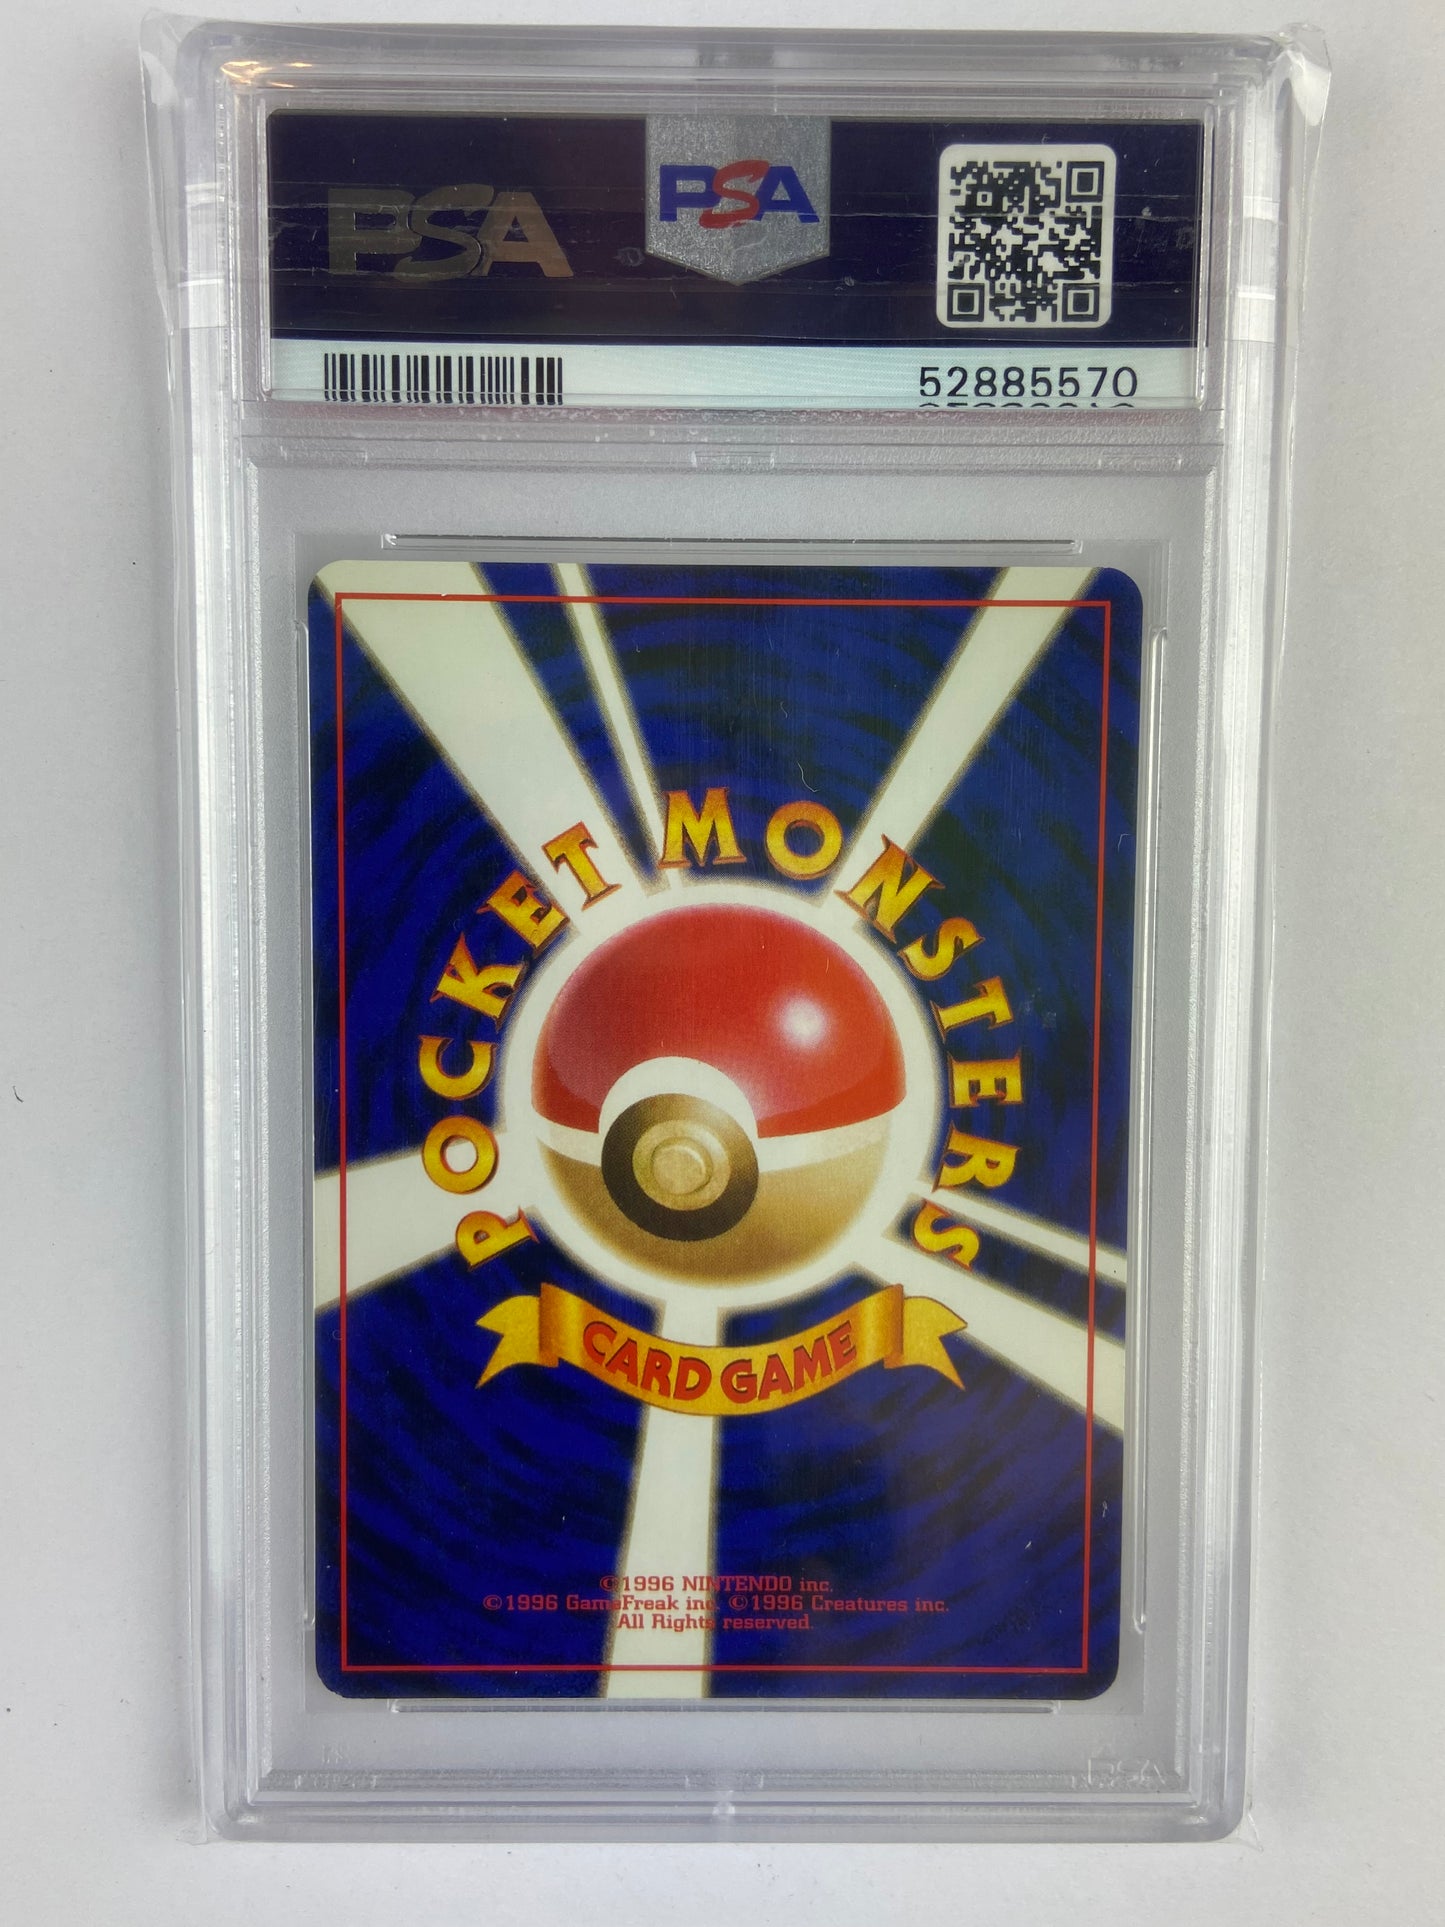 PSA
PSA
52885570
POCKET MONSTERS
CARD GAME
©1996 NINTENDO inc.
©1996 GameFreak inc. ©1996 Creatures inc.
All Rights reserved.